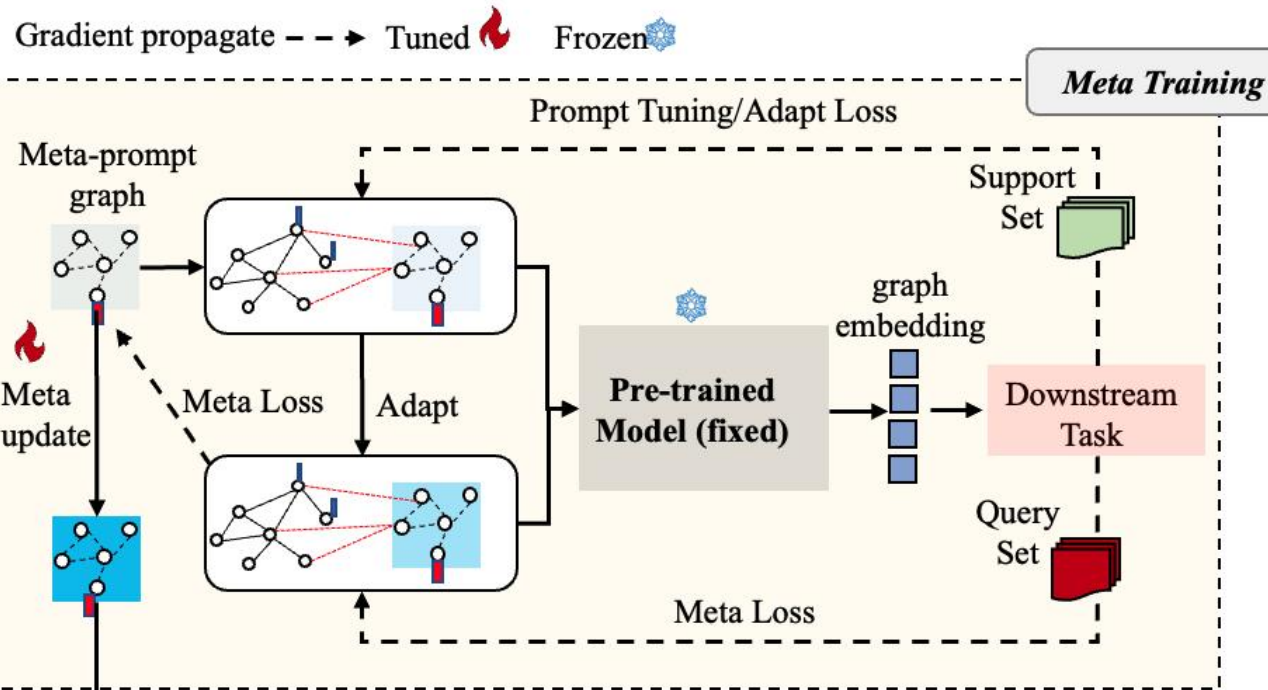 Gradient propagate
Tuned
Frozen
Meta Training
Prompt Tuning/Adapt Loss
Meta-prompt
graph
Support
Set
graph
embedding
Pre-trained
Model (fixed)
Downstream
Task
Meta
update
Meta Loss
Adapt
Query
Set
Meta Loss